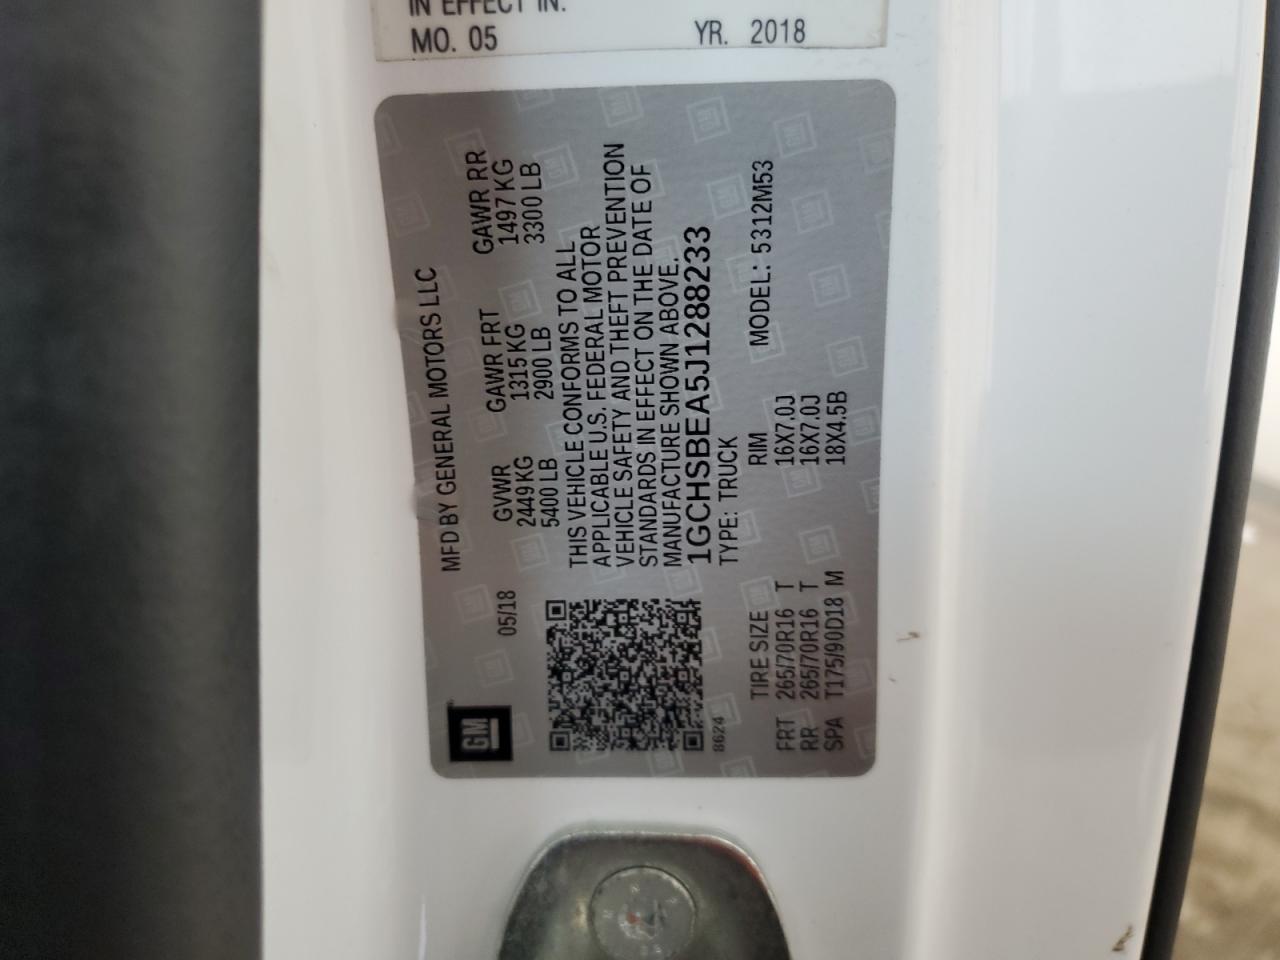 IN EFFECT IN:
MO. 05 YR. 2018
GM
MFD BY GENERAL MOTORS LLC
05/18 GVWR GAWR FRT GAWR RR
2449 KG 1315 KG 1497 KG
5400 LB 2900 LB 3300 LB
THIS VEHICLE CONFORMS TO ALL
APPLICABLE U.S. FEDERAL MOTOR
VEHICLE SAFETY AND THEFT PREVENTION
STANDARDS IN EFFECT ON THE DATE OF
MANUFACTURE SHOWN ABOVE.
1GCHSBEA5J1288233
8624 TYPE: TRUCK
TIRE SIZE RIM MODEL: 5312M53
FRT 265/70R16 T 16X7.0J
RR 265/70R16 T 16X7.0J
SPA T175/90D18 M 18X4.5B